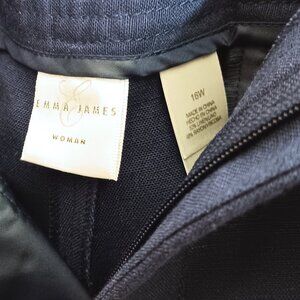 EMMA JAMES
WOMAN
16W
MADE IN CHINA
HECHO EN CHINA